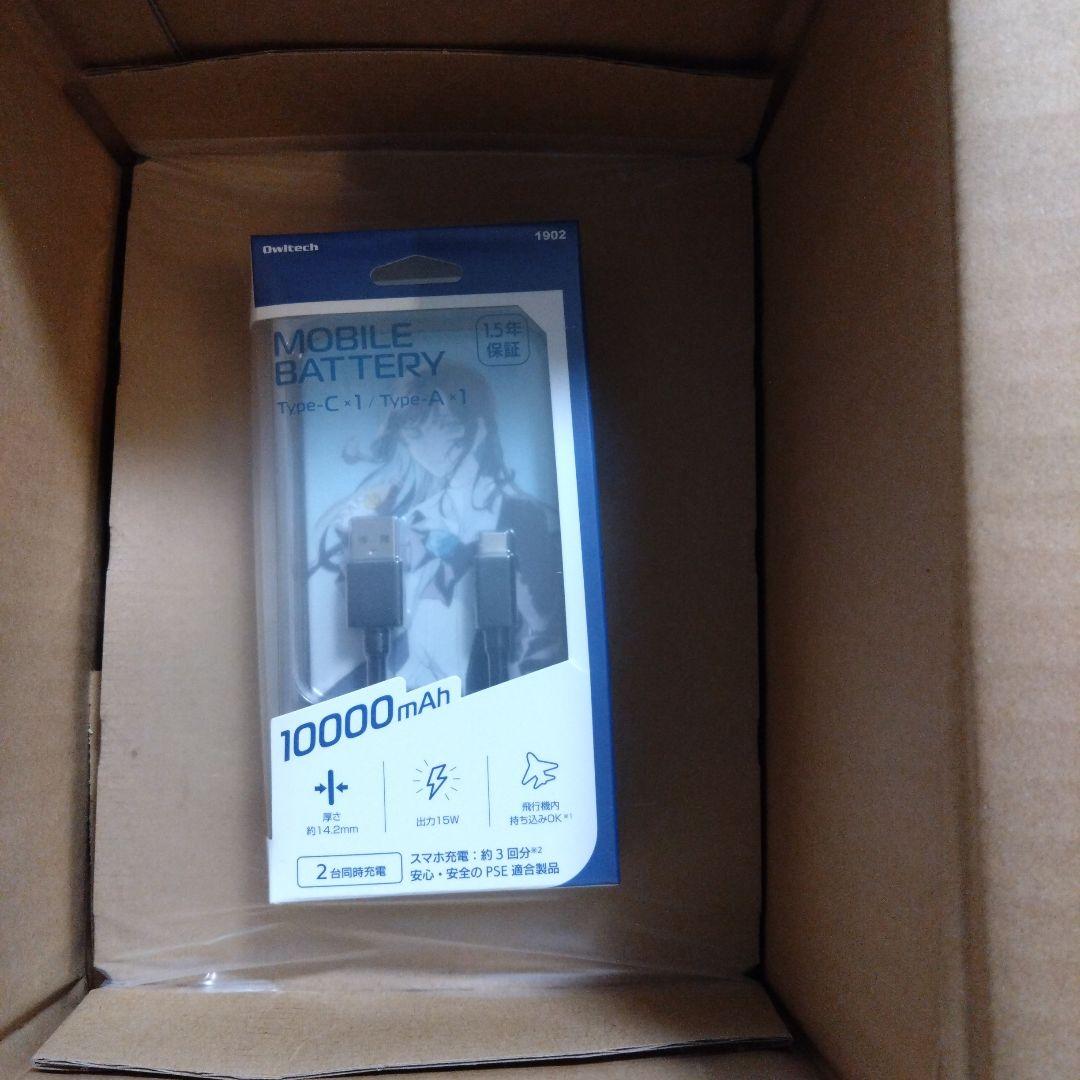 Owltech
1902
MOBILE
BATTERY
1.5年
保証
Type-C×1 / Type-A×1
10000mAh
厚さ
約14.2mm
出力15W
飛行機内
持ち込みOK※1
2台同時充電
スマホ充電：約3回分※2
安心・安全のPSE適合製品